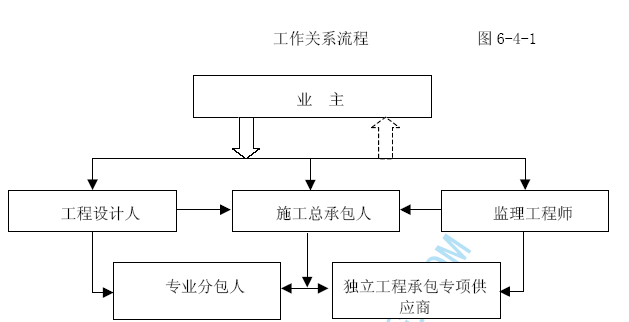 工作关系流程 图 6-4-1
业 主
工程设计人 施工总承包人 监理工程师
专业分包人 独立工程承包专项供
应商
OM